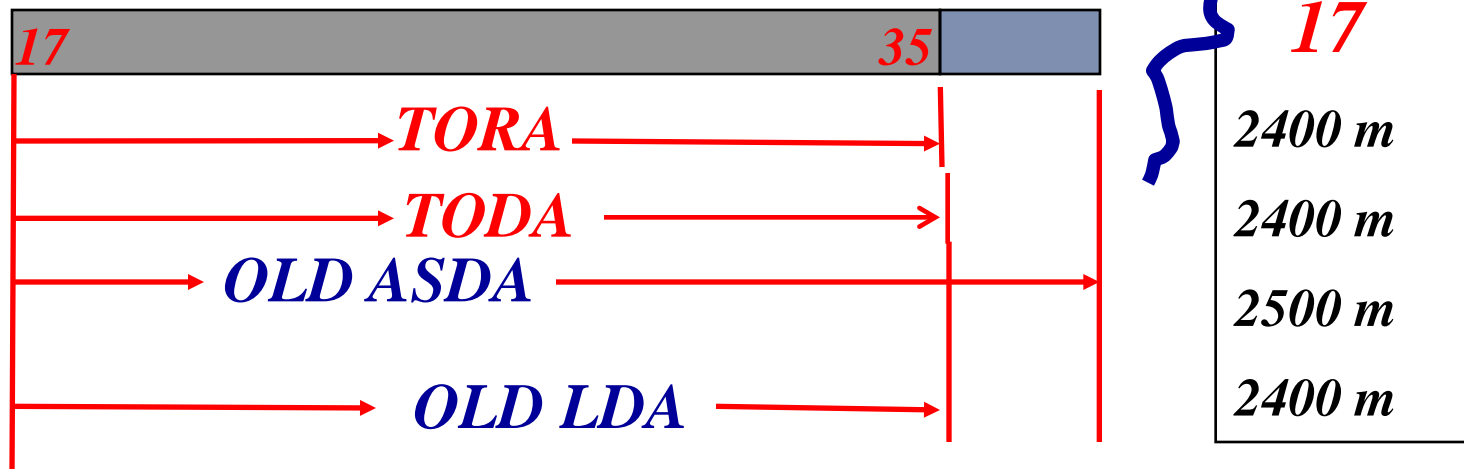 17 35 17
TORA 2400 m
TODA 2400 m
OLD ASDA 2500 m
OLD LDA 2400 m